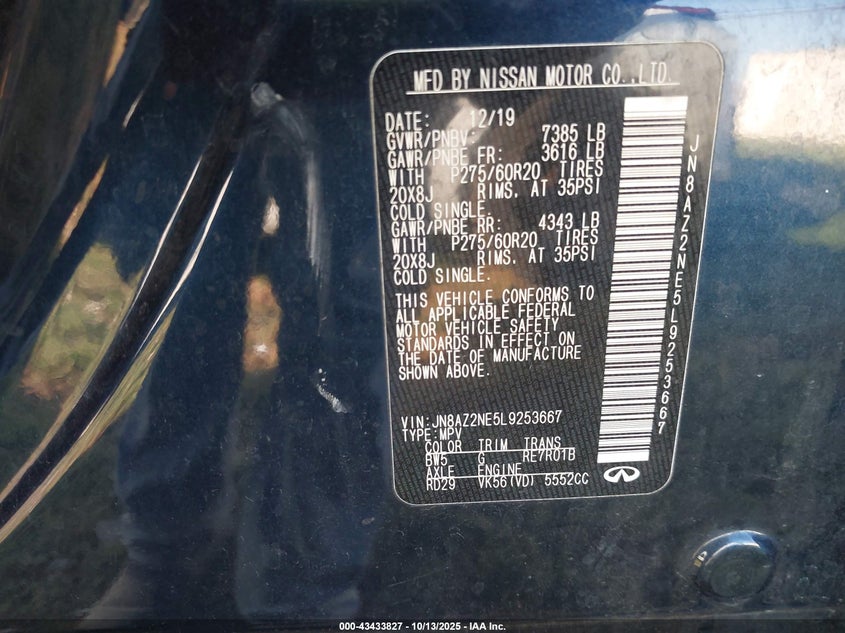 MFD BY NISSAN MOTOR CO.,LTD.
DATE: 12/19
GVWR/PNBV: 7385 LB
GAWR/PNBE FR: 3616 LB
WITH P275/60R20 TIRES
20X8J RIMS. AT 35PSI
COLD SINGLE.
GAWR/PNBE RR: 4343 LB
WITH P275/60R20 TIRES
20X8J RIMS. AT 35PSI
COLD SINGLE.
THIS VEHICLE CONFORMS TO
ALL APPLICABLE FEDERAL
MOTOR VEHICLE SAFETY
STANDARDS IN EFFECT ON
THE DATE OF MANUFACTURE
SHOWN ABOVE.
VIN:JN8AZ2NE5L9253667
TYPE:MPV
COLOR TRIM TRANS
BW5 G RE7R01B
AXLE ENGINE
RD29 VK56(VD) 5552CC
JN8AZ2NE5L9253667
INFINITI
000-43433827 - 10/13/2025 - IAA Inc.